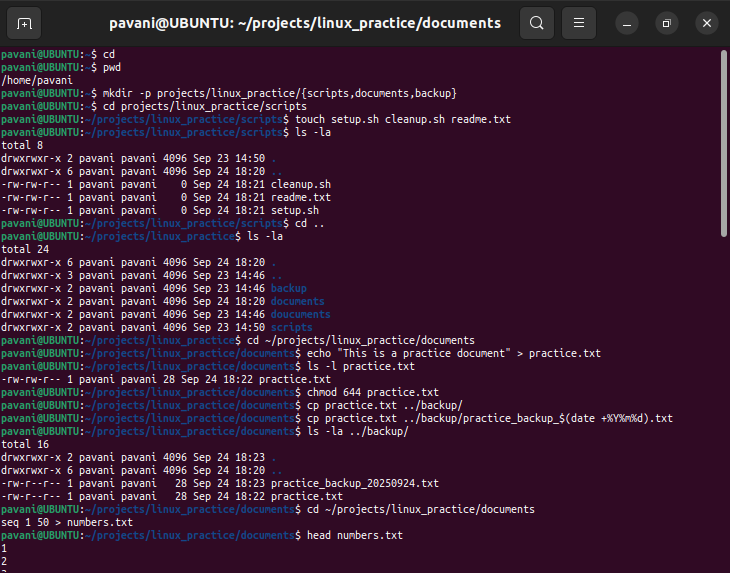 pavani@UBUNTU: ~/projects/linux_practice/documents
pavani@UBUNTU:~$ cd
pavani@UBUNTU:~$ pwd
/home/pavani
pavani@UBUNTU:~$ mkdir -p projects/linux_practice/{scripts,documents,backup}
pavani@UBUNTU:~$ cd projects/linux_practice/scripts
pavani@UBUNTU:~/projects/linux_practice/scripts$ touch setup.sh cleanup.sh readme.txt
pavani@UBUNTU:~/projects/linux_practice/scripts$ ls -la
total 8
drwxrwxr-x 2 pavani pavani 4096 Sep 23 14:50 .
drwxrwxr-x 6 pavani pavani 4096 Sep 24 18:20 ..
-rw-rw-r-- 1 pavani pavani    0 Sep 24 18:21 cleanup.sh
-rw-rw-r-- 1 pavani pavani    0 Sep 24 18:21 readme.txt
-rw-rw-r-- 1 pavani pavani    0 Sep 24 18:21 setup.sh
pavani@UBUNTU:~/projects/linux_practice/scripts$ cd ..
pavani@UBUNTU:~/projects/linux_practice$ ls -la
total 24
drwxrwxr-x 6 pavani pavani 4096 Sep 24 18:20 .
drwxrwxr-x 3 pavani pavani 4096 Sep 23 14:46 ..
drwxrwxr-x 2 pavani pavani 4096 Sep 23 14:46 backup
drwxrwxr-x 2 pavani pavani 4096 Sep 24 18:20 documents
drwxrwxr-x 2 pavani pavani 4096 Sep 23 14:46 doucuments
drwxrwxr-x 2 pavani pavani 4096 Sep 23 14:50 scripts
pavani@UBUNTU:~/projects/linux_practice$ cd ~/projects/linux_practice/documents
pavani@UBUNTU:~/projects/linux_practice/documents$ echo "This is a practice document" > practice.txt
pavani@UBUNTU:~/projects/linux_practice/documents$ ls -l practice.txt
-rw-rw-r-- 1 pavani pavani 28 Sep 24 18:22 practice.txt
pavani@UBUNTU:~/projects/linux_practice/documents$ chmod 644 practice.txt
pavani@UBUNTU:~/projects/linux_practice/documents$ cp practice.txt ../backup/
pavani@UBUNTU:~/projects/linux_practice/documents$ cp practice.txt ../backup/practice_backup_$(date +%Y%m%d).txt
pavani@UBUNTU:~/projects/linux_practice/documents$ ls -la ../backup/
total 16
drwxrwxr-x 2 pavani pavani 4096 Sep 24 18:23 .
drwxrwxr-x 6 pavani pavani 4096 Sep 24 18:20 ..
-rw-r--r-- 1 pavani pavani   28 Sep 24 18:23 practice_backup_20250924.txt
-rw-r--r-- 1 pavani pavani   28 Sep 24 18:22 practice.txt
pavani@UBUNTU:~/projects/linux_practice/documents$ cd ~/projects/linux_practice/documents
seq 1 50 > numbers.txt
pavani@UBUNTU:~/projects/linux_practice/documents$ head numbers.txt
1
2